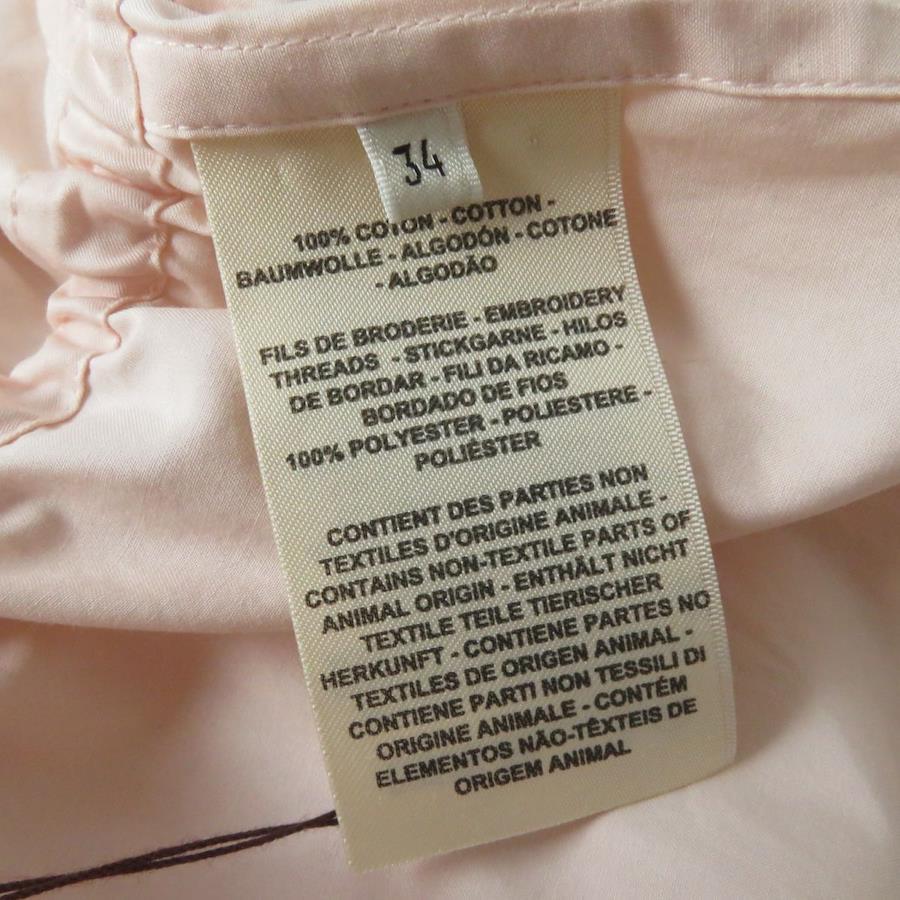 34
100% COTON - COTTON -
BAUMWOLLE - ALGODÓN - COTONE
- ALGODÃO
FILS DE BRODERIE - EMBROIDERY
THREADS - STICKGARNE - HILOS
DE BORDAR - FILI DA RICAMO -
BORDADO DE FIOS
100% POLYESTER - POLIESTERE -
POLIÉSTER
CONTIENT DES PARTIES NON
TEXTILES D'ORIGINE ANIMALE -
CONTAINS NON-TEXTILE PARTS OF
ANIMAL ORIGIN - ENTHÄLT NICHT
TEXTILE TEILE TIERISCHER
HERKUNFT - CONTIENE PARTES NO
TEXTILES DE ORIGEN ANIMAL -
CONTIENE PARTI NON TESSILI DI
ORIGINE ANIMALE - CONTÉM
ELEMENTOS NÃO-TÊXTEIS DE
ORIGEM ANIMAL